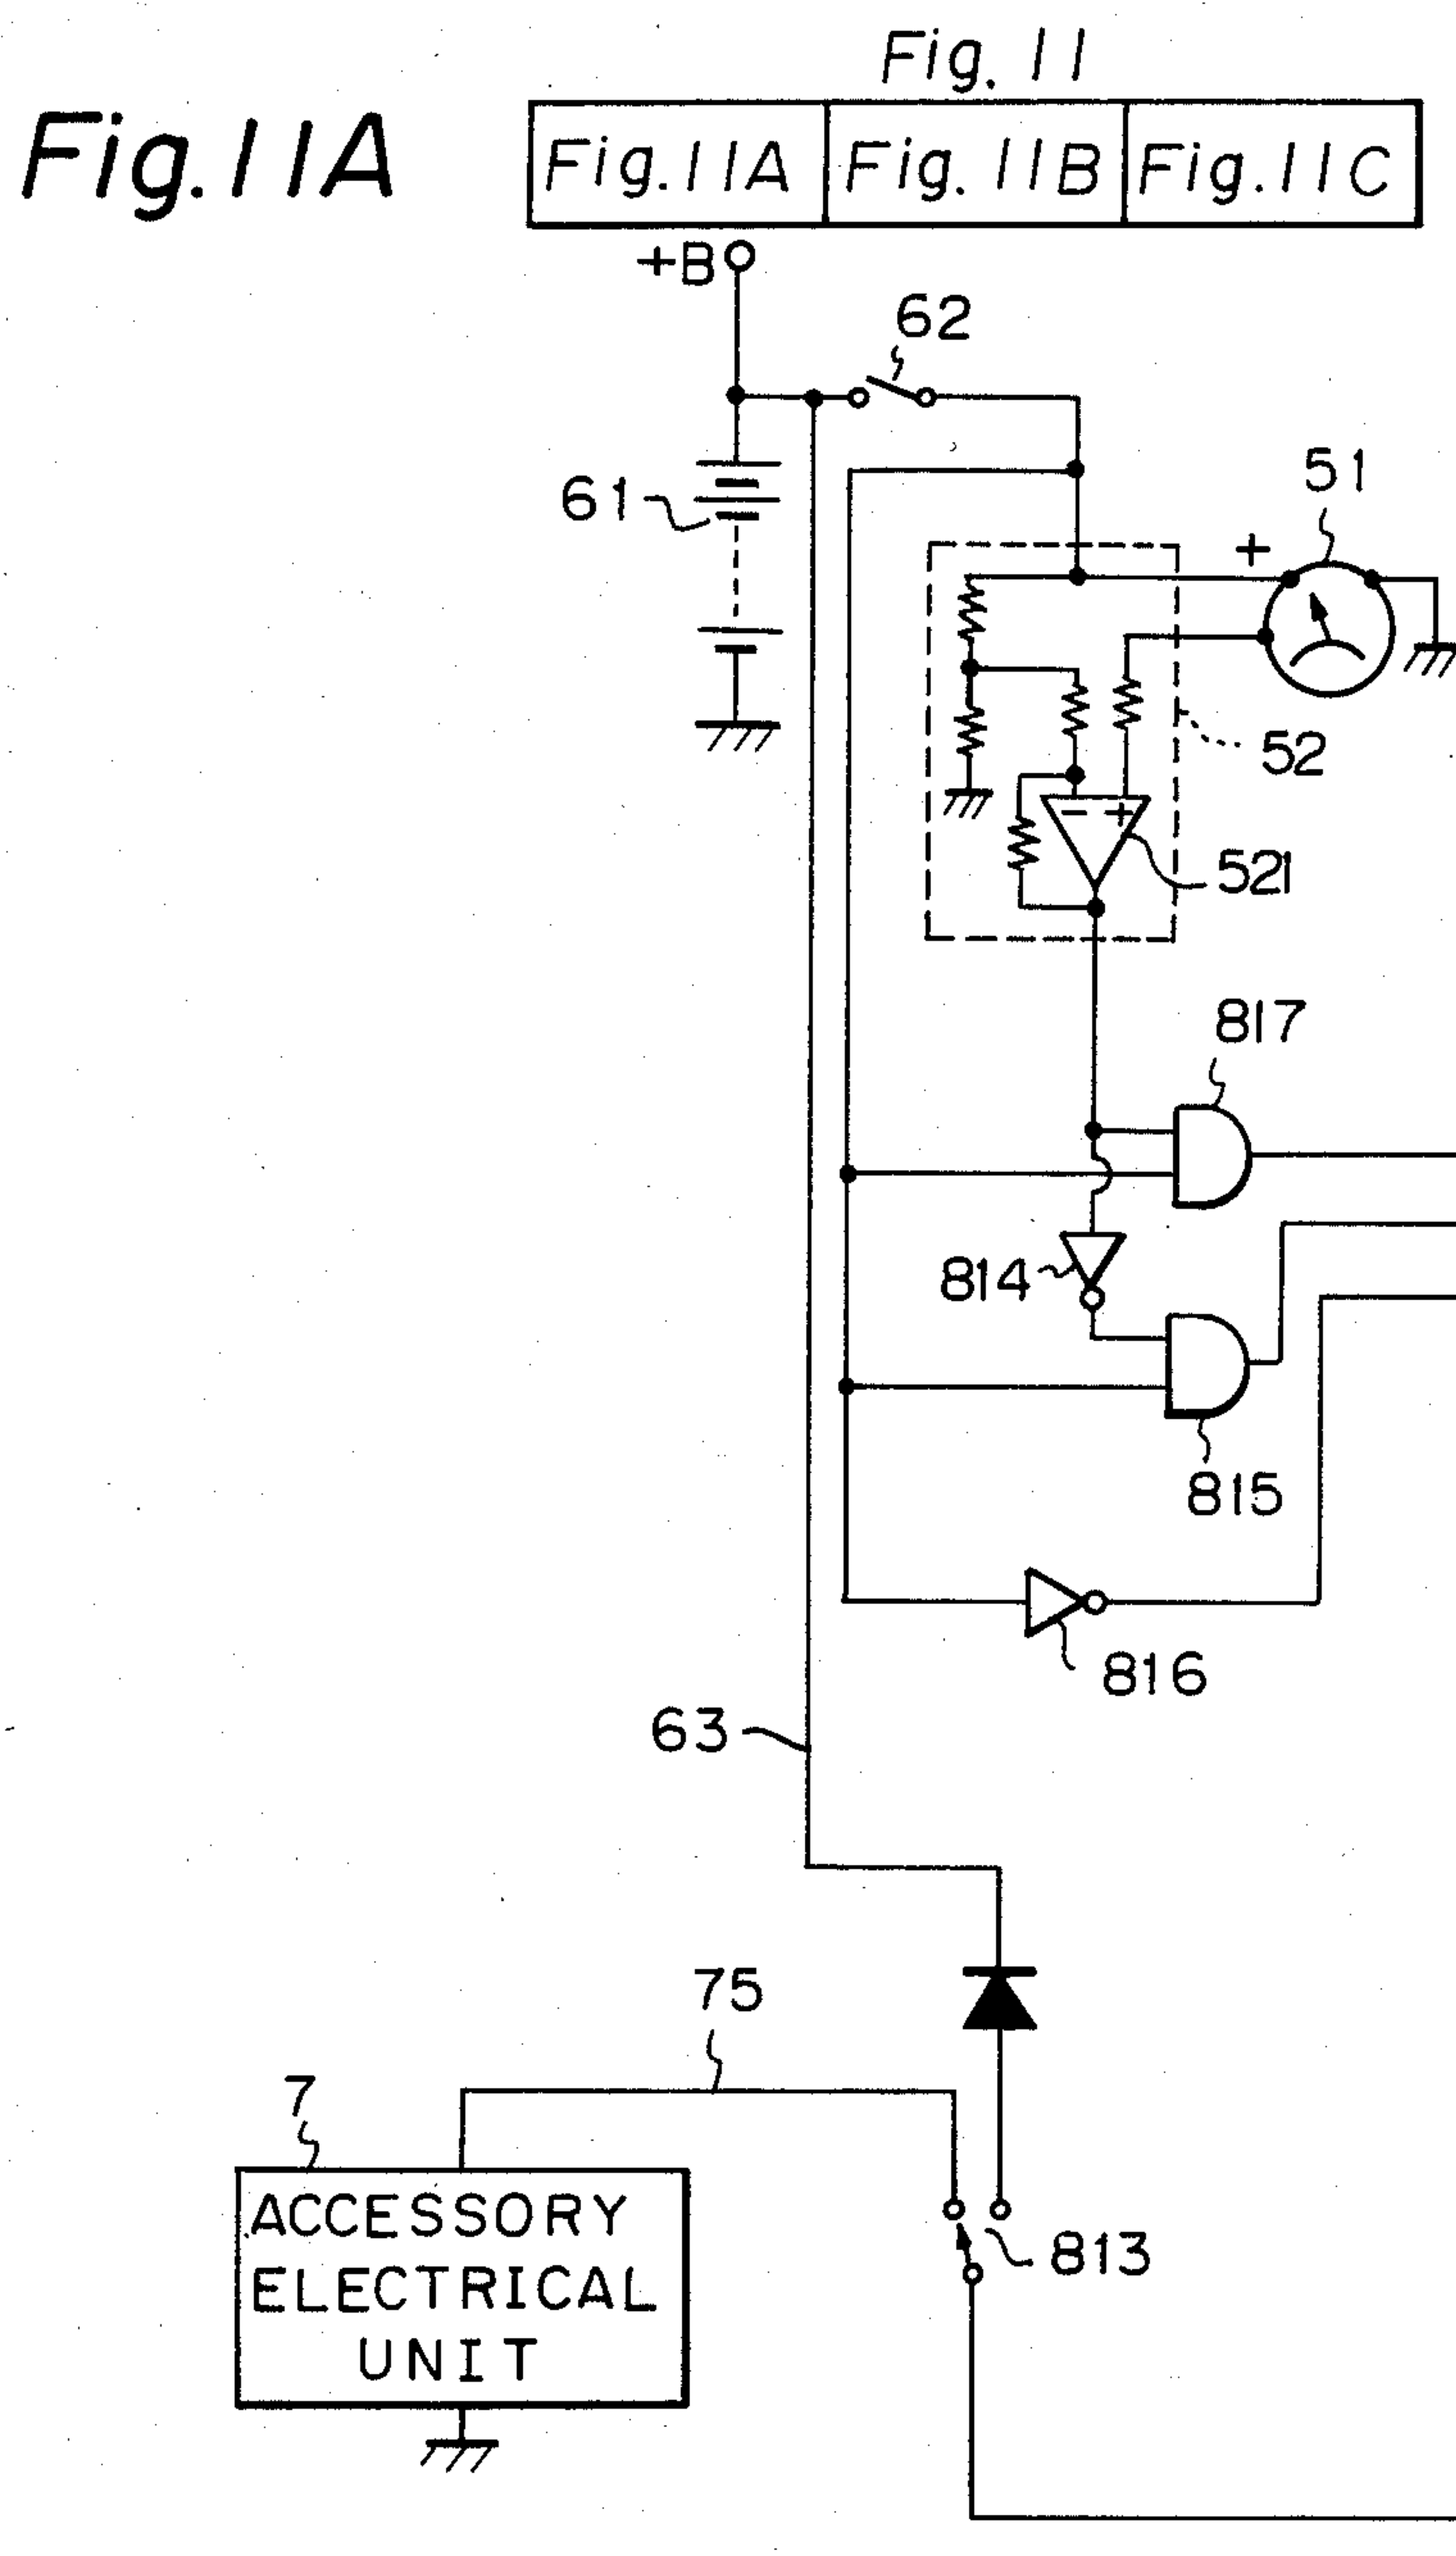 Fig. 11
Fig. 11A
Fig. 11A Fig. 11B Fig. 11C
+B
62
61
51
+
52
- +
521
817
814
815
816
63
75
7
ACCESSORY
ELECTRICAL
UNIT
813